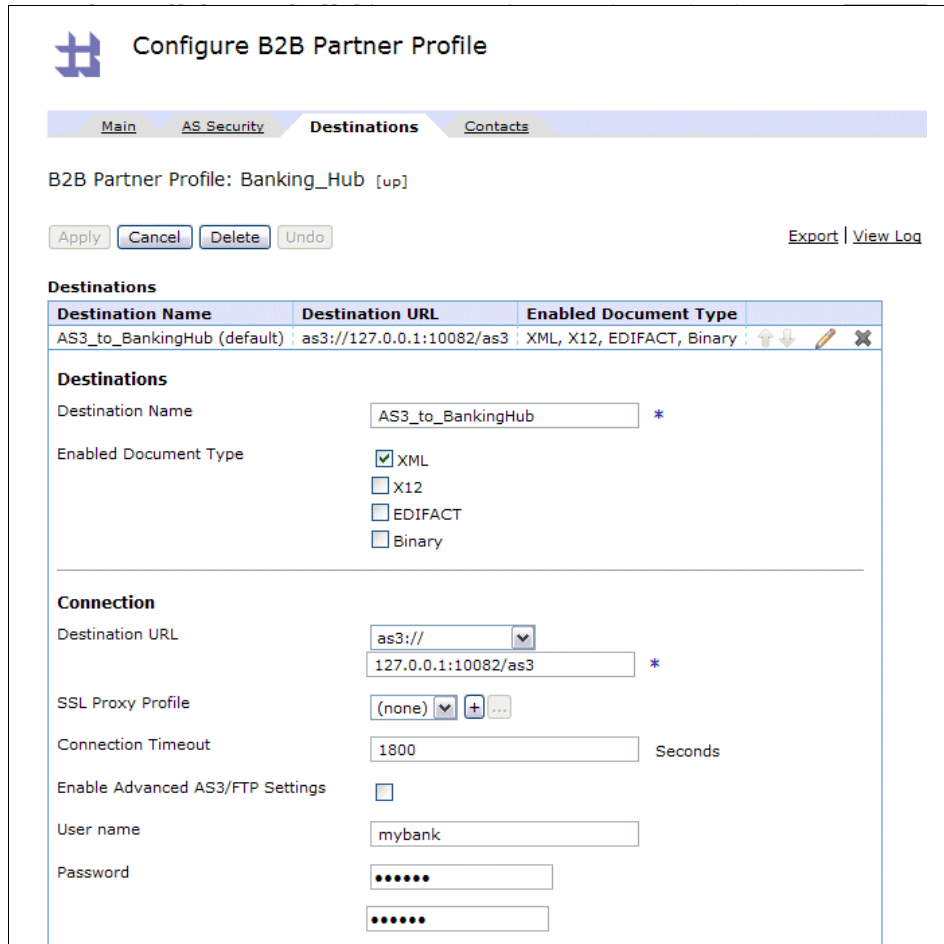 Configure B2B Partner Profile
Main AS Security Destinations Contacts
B2B Partner Profile: Banking_Hub [up]
Apply Cancel Delete Undo Export | View Log
Destinations
Destination Name Destination URL Enabled Document Type
AS3_to_BankingHub (default) as3://127.0.0.1:10082/as3 XML, X12, EDIFACT, Binary
Destinations
Destination Name AS3_to_BankingHub *
Enabled Document Type XML
X12
EDIFACT
Binary
Connection
Destination URL as3://
127.0.0.1:10082/as3 *
SSL Proxy Profile (none) + ...
Connection Timeout 1800 Seconds
Enable Advanced AS3/FTP Settings
User name mybank
Password ••••••
••••••